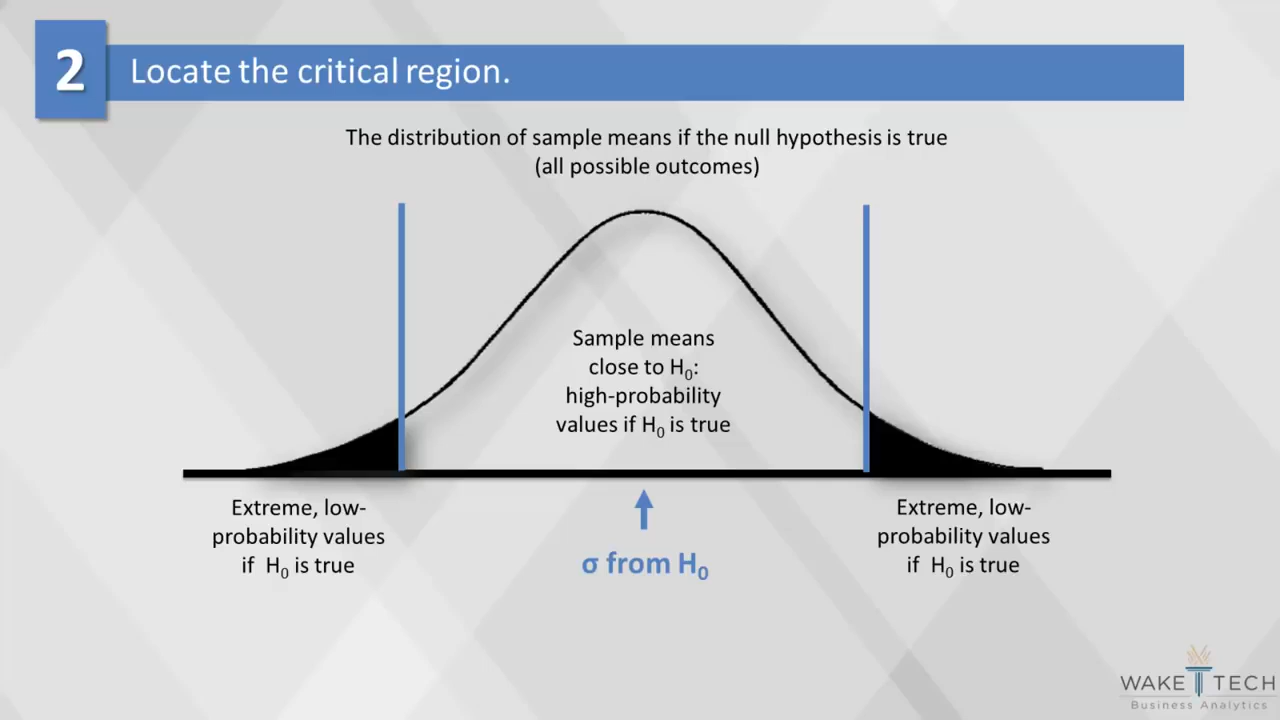 2
Locate the critical region.
The distribution of sample means if the null hypothesis is true
(all possible outcomes)
Sample means
close to H₀:
high-probability
values if H₀ is true
Extreme, low-
probability values
if H₀ is true
σ from H₀
Extreme, low-
probability values
if H₀ is true
WAKE TECH
Business Analytics